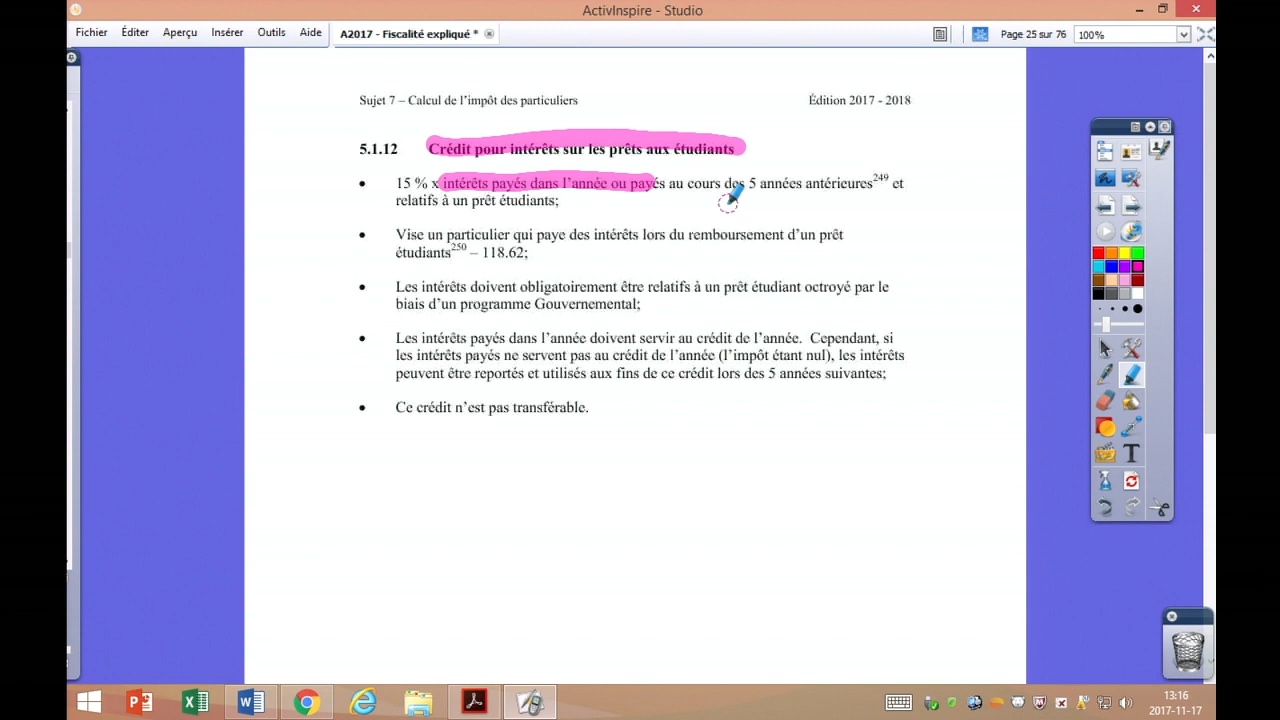 ActivInspire - Studio
Fichier Éditer Aperçu Insérer Outils Aide A2017 - Fiscalité expliqué * Page 25 sur 76 100%
Sujet 7 – Calcul de l'impôt des particuliers Édition 2017 - 2018
5.1.12 Crédit pour intérêts sur les prêts aux étudiants
• 15 % x intérêts payés dans l'année ou payés au cours des 5 années antérieures249 et
relatifs à un prêt étudiants;
• Vise un particulier qui paye des intérêts lors du remboursement d'un prêt
étudiants250 – 118.62;
• Les intérêts doivent obligatoirement être relatifs à un prêt étudiant octroyé par le
biais d'un programme Gouvernemental;
• Les intérêts payés dans l'année doivent servir au crédit de l'année. Cependant, si
les intérêts payés ne servent pas au crédit de l'année (l'impôt étant nul), les intérêts
peuvent être reportés et utilisés aux fins de ce crédit lors des 5 années suivantes;
• Ce crédit n'est pas transférable.
13:16
2017-11-17